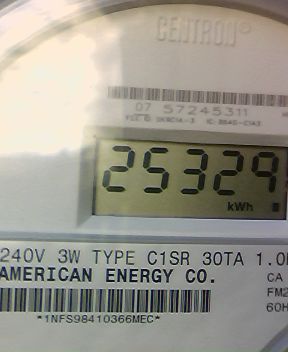 CENTRON®
07 57245311
25329
kWh
240V 3W TYPE C1SR 30TA 1.0
AMERICAN ENERGY CO.
CA
FM2
60H
*1NFS98410366MEC*